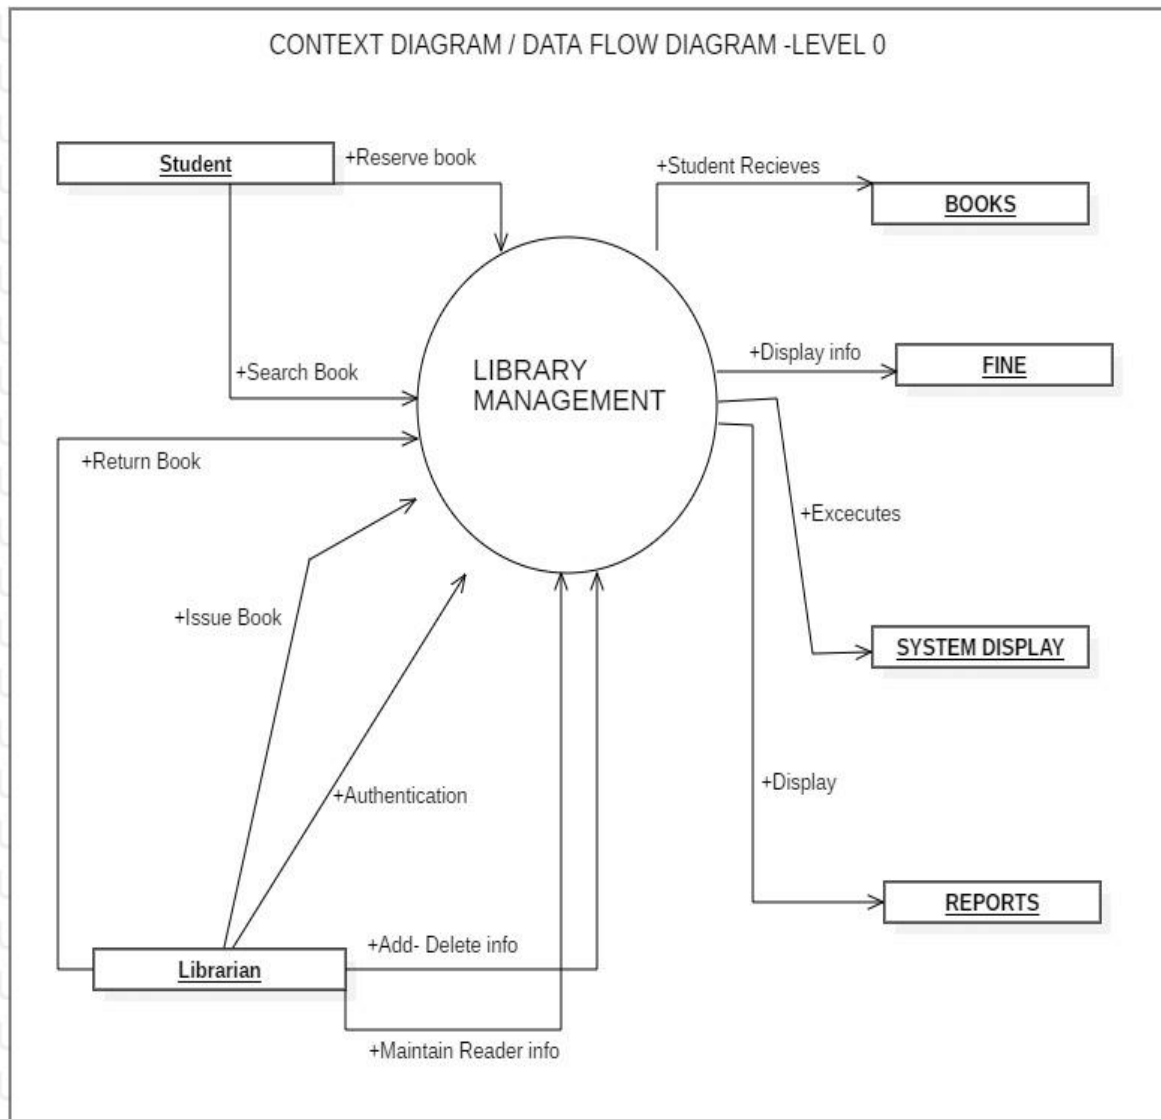 CONTEXT DIAGRAM / DATA FLOW DIAGRAM -LEVEL 0
Student
+Reserve book
+Student Recieves
BOOKS
+Search Book
LIBRARY
MANAGEMENT
+Display info
FINE
+Return Book
+Excecutes
+Issue Book
SYSTEM DISPLAY
+Authentication
+Display
REPORTS
Librarian
+Add- Delete info
+Maintain Reader info